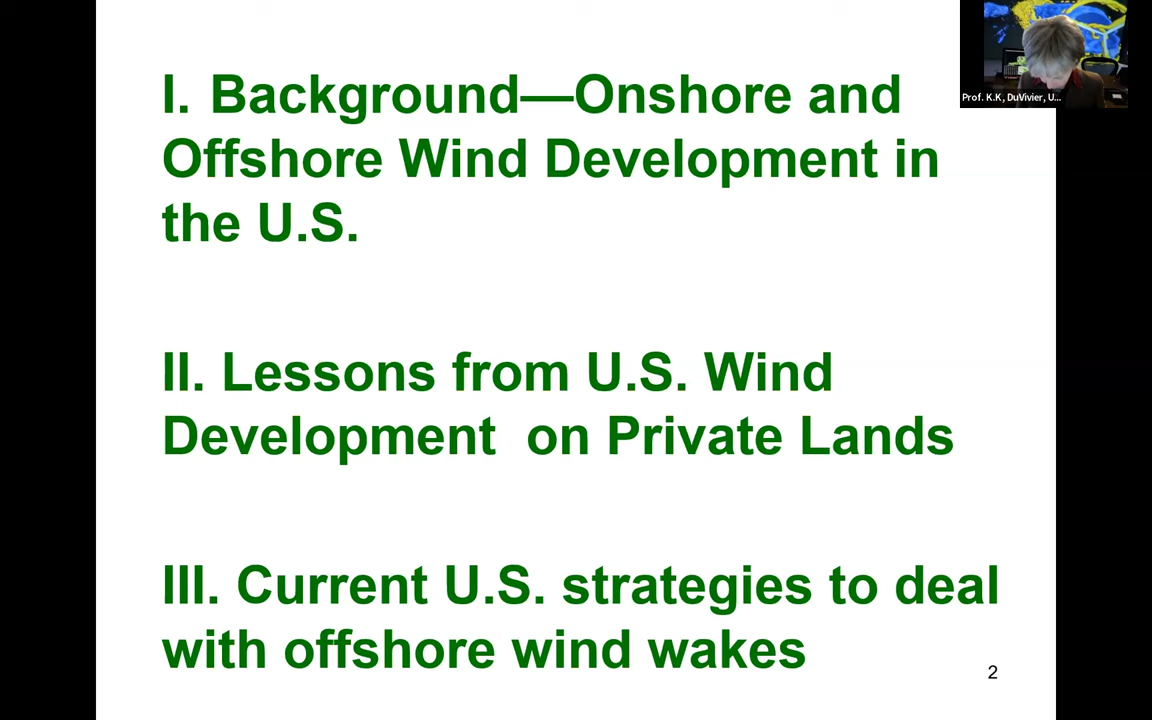 I. Background—Onshore and
Offshore Wind Development in
the U.S.
II. Lessons from U.S. Wind
Development on Private Lands
III. Current U.S. strategies to deal
with offshore wind wakes
2
Prof. K.K, DuVivier, U...